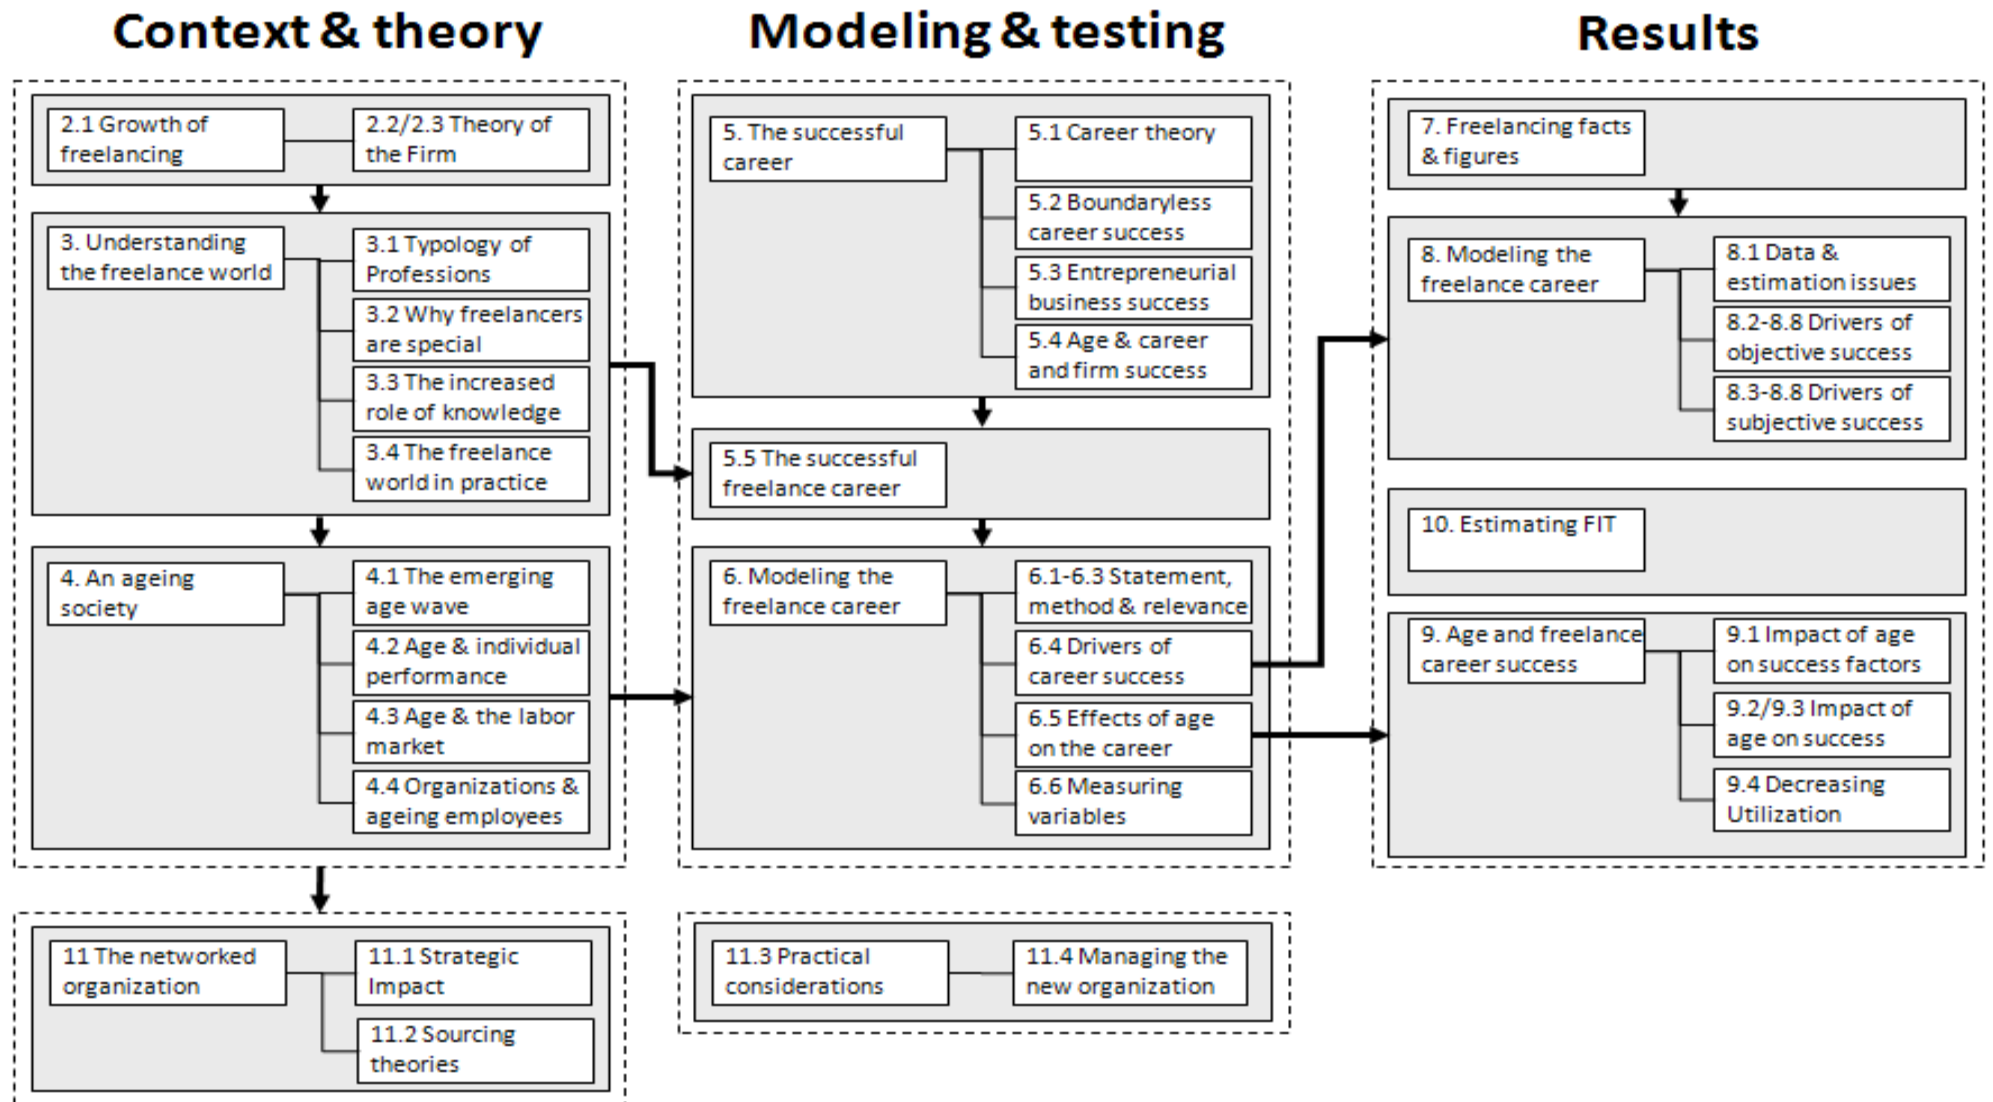 Context & theory
Modeling & testing
Results
2.1 Growth of
freelancing
2.2/2.3 Theory of
the Firm
3. Understanding
the freelance world
3.1 Typology of
Professions
3.2 Why freelancers
are special
3.3 The increased
role of knowledge
3.4 The freelance
world in practice
4. An ageing
society
4.1 The emerging
age wave
4.2 Age & individual
performance
4.3 Age & the labor
market
4.4 Organizations &
ageing employees
11 The networked
organization
11.1 Strategic
Impact
11.2 Sourcing
theories
5. The successful
career
5.1 Career theory
5.2 Boundaryless
career success
5.3 Entrepreneurial
business success
5.4 Age & career
and firm success
5.5 The successful
freelance career
6. Modeling the
freelance career
6.1-6.3 Statement,
method & relevance
6.4 Drivers of
career success
6.5 Effects of age
on the career
6.6 Measuring
variables
11.3 Practical
considerations
11.4 Managing the
new organization
7. Freelancing facts
& figures
8. Modeling the
freelance career
8.1 Data &
estimation issues
8.2-8.8 Drivers of
objective success
8.3-8.8 Drivers of
subjective success
10. Estimating FIT
9. Age and freelance
career success
9.1 Impact of age
on success factors
9.2/9.3 Impact of
age on success
9.4 Decreasing
Utilization